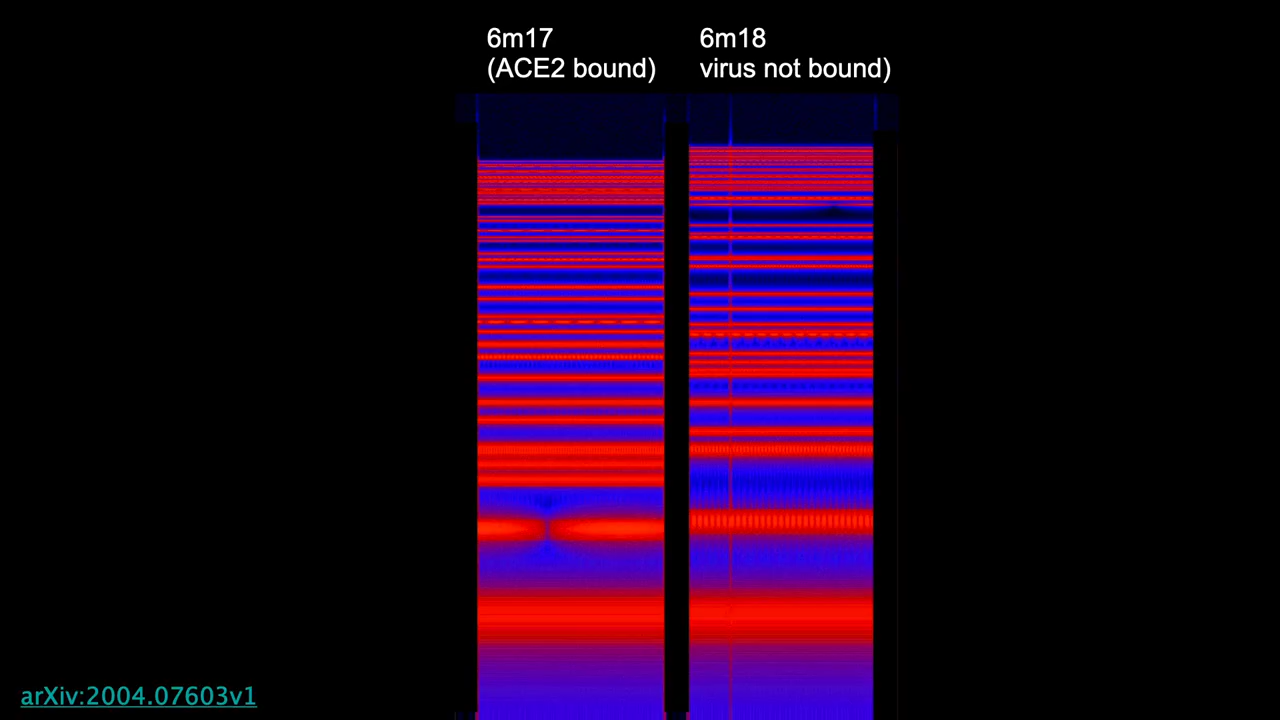 6m17
(ACE2 bound)
6m18
virus not bound)
arXiv:2004.07603v1